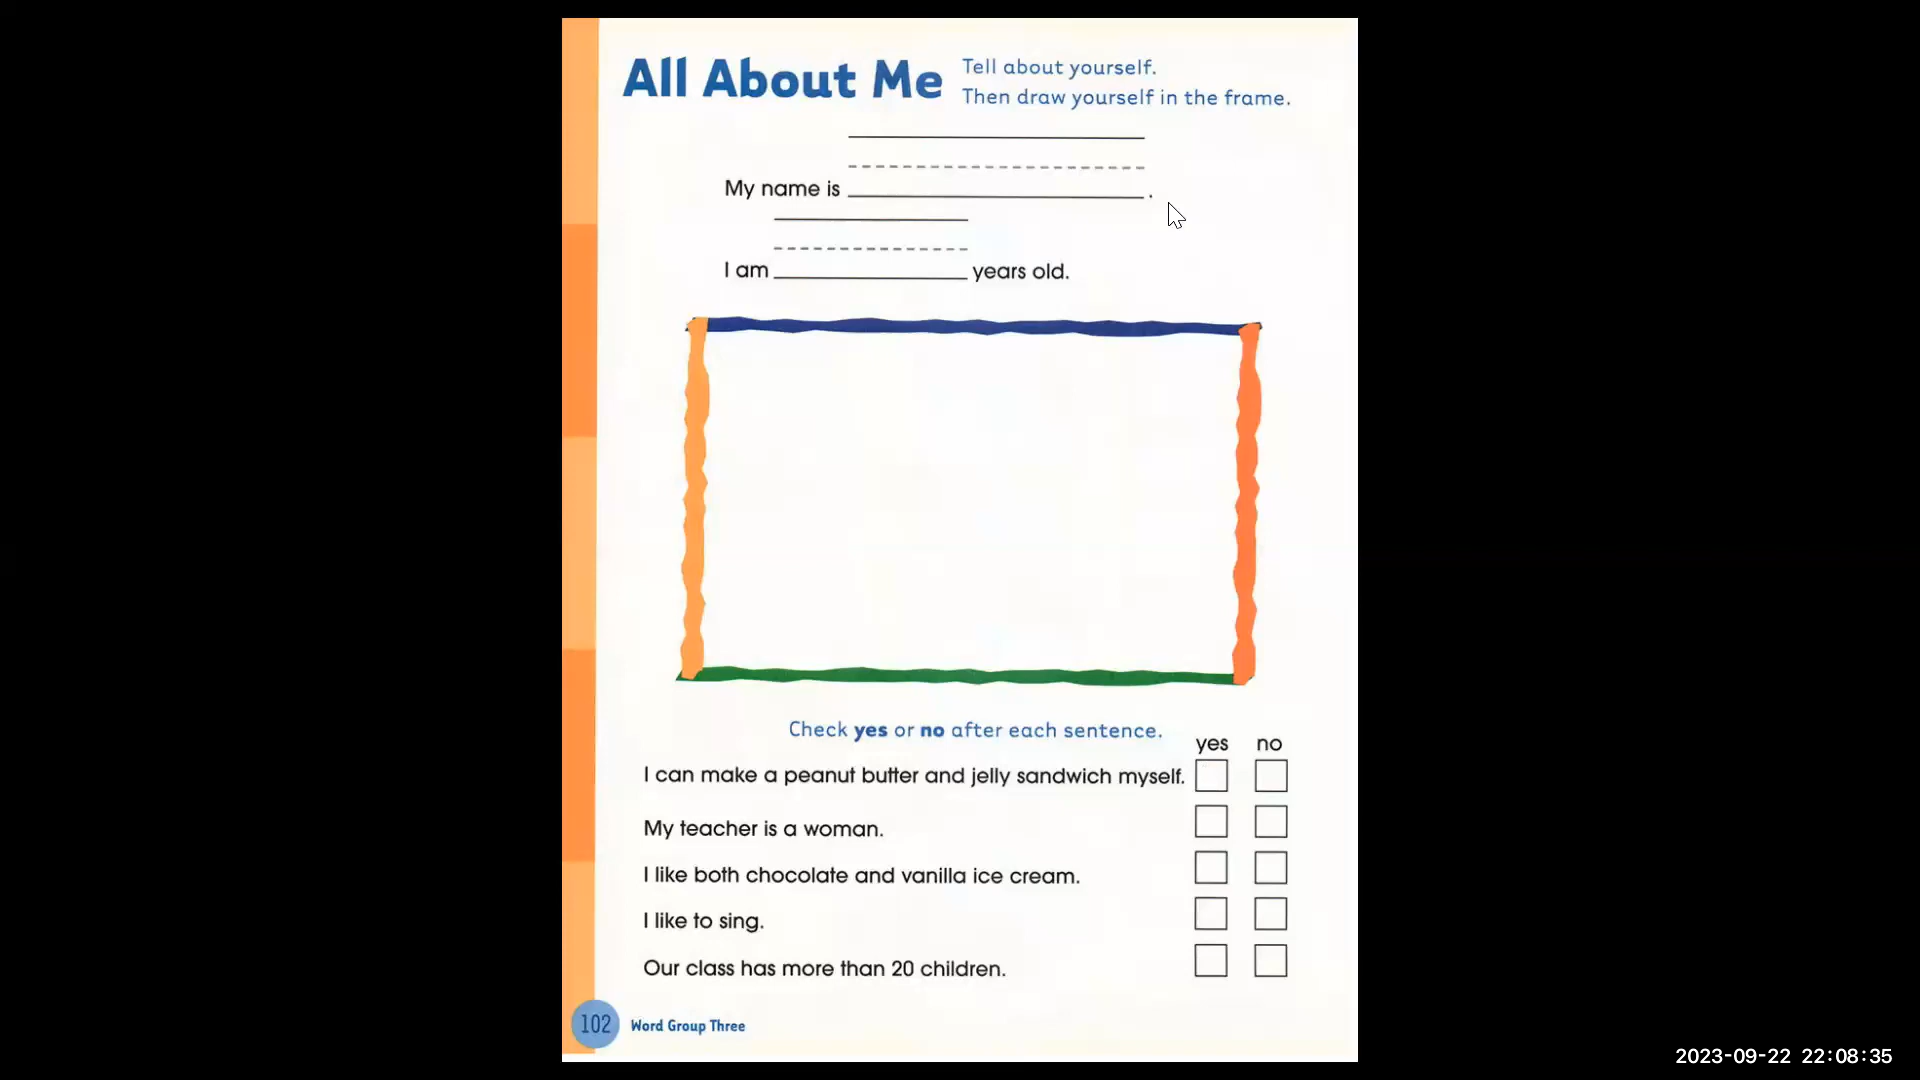 All About Me
Tell about yourself.
Then draw yourself in the frame.
My name is .
I am years old.
Check yes or no after each sentence.
yes no
I can make a peanut butter and jelly sandwich myself.
My teacher is a woman.
I like both chocolate and vanilla ice cream.
I like to sing.
Our class has more than 20 children.
102 Word Group Three
2023-09-22 22:08:35